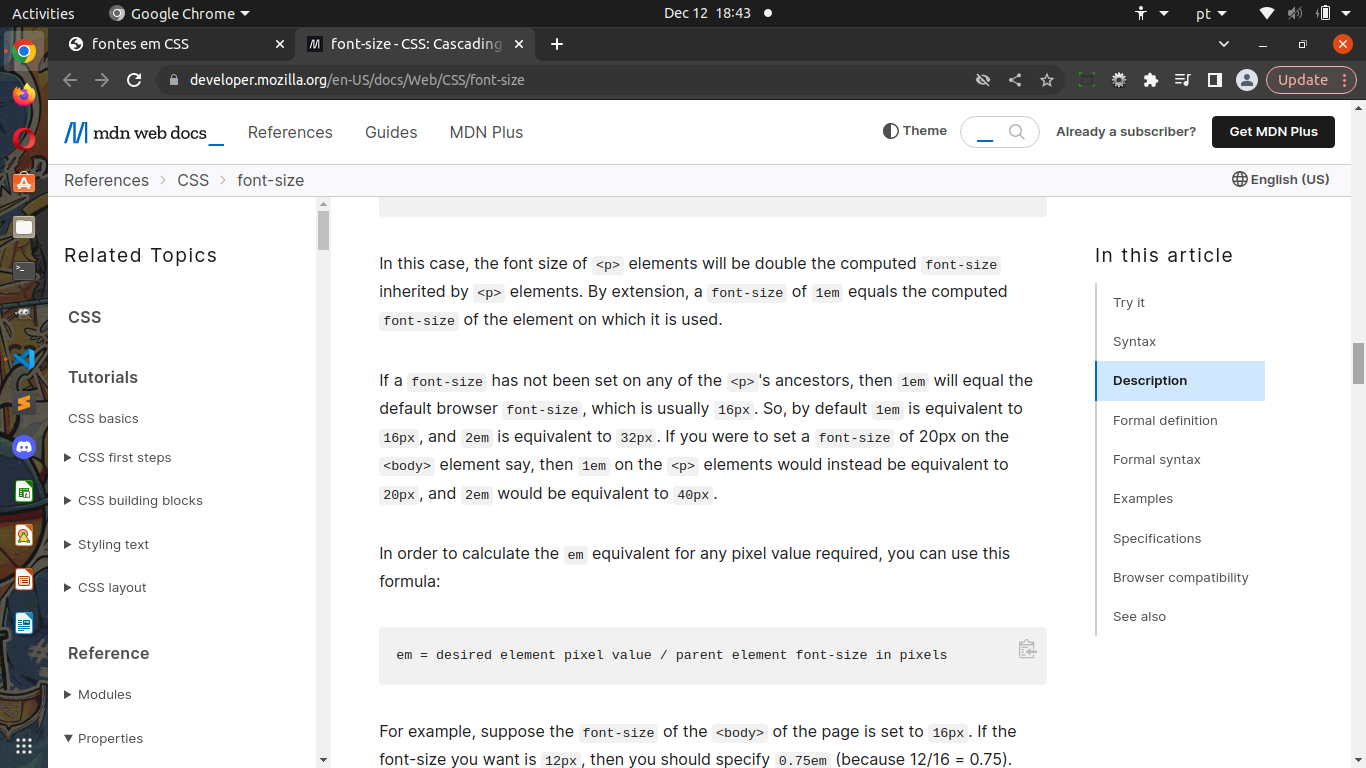 Activities
Google Chrome
Dec 12 18:43
pt
fontes em CSS
font-size - CSS: Cascading
developer.mozilla.org/en-US/docs/Web/CSS/font-size
Update
mdn web docs
References
Guides
MDN Plus
Theme
Already a subscriber?
Get MDN Plus
References
CSS
font-size
English (US)
Related Topics
CSS
Tutorials
CSS basics
CSS first steps
CSS building blocks
Styling text
CSS layout
Reference
Modules
Properties
In this case, the font size of <p> elements will be double the computed font-size
inherited by <p> elements. By extension, a font-size of 1em equals the computed
font-size of the element on which it is used.
If a font-size has not been set on any of the <p>'s ancestors, then 1em will equal the
default browser font-size, which is usually 16px. So, by default 1em is equivalent to
16px, and 2em is equivalent to 32px. If you were to set a font-size of 20px on the
<body> element say, then 1em on the <p> elements would instead be equivalent to
20px, and 2em would be equivalent to 40px.
In order to calculate the em equivalent for any pixel value required, you can use this
formula:
em = desired element pixel value / parent element font-size in pixels
For example, suppose the font-size of the <body> of the page is set to 16px. If the
font-size you want is 12px, then you should specify 0.75em (because 12/16 = 0.75).
In this article
Try it
Syntax
Description
Formal definition
Formal syntax
Examples
Specifications
Browser compatibility
See also